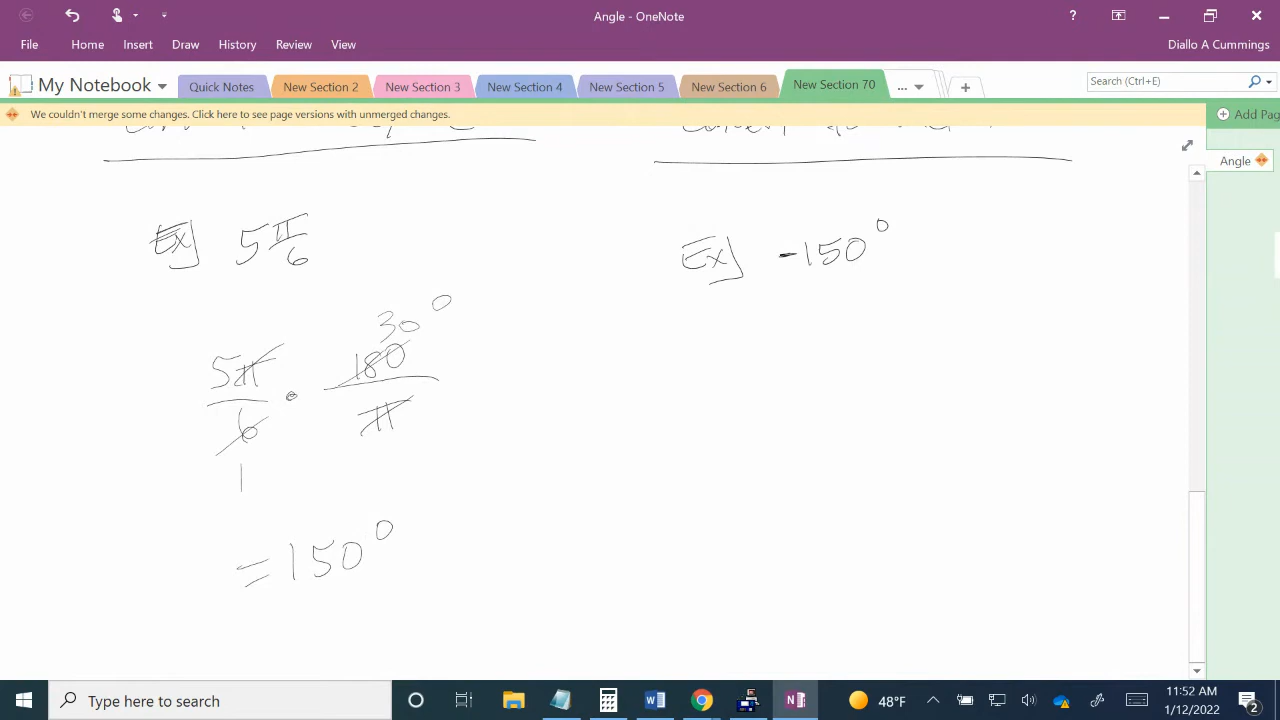 Angle - OneNote
Diallo A Cummings
File Home Insert Draw History Review View
My Notebook Quick Notes New Section 2 New Section 3 New Section 4 New Section 5 New Section 6 New Section 70 ... Search (Ctrl+E)
We couldn't merge some changes. Click here to see page versions with unmerged changes.
Add Pag
Angle
Ex] 5π/6
Ex] -150°
30°
5π/6 • 180/π
1
=150°
Type here to search
48°F
11:52 AM
1/12/2022
2